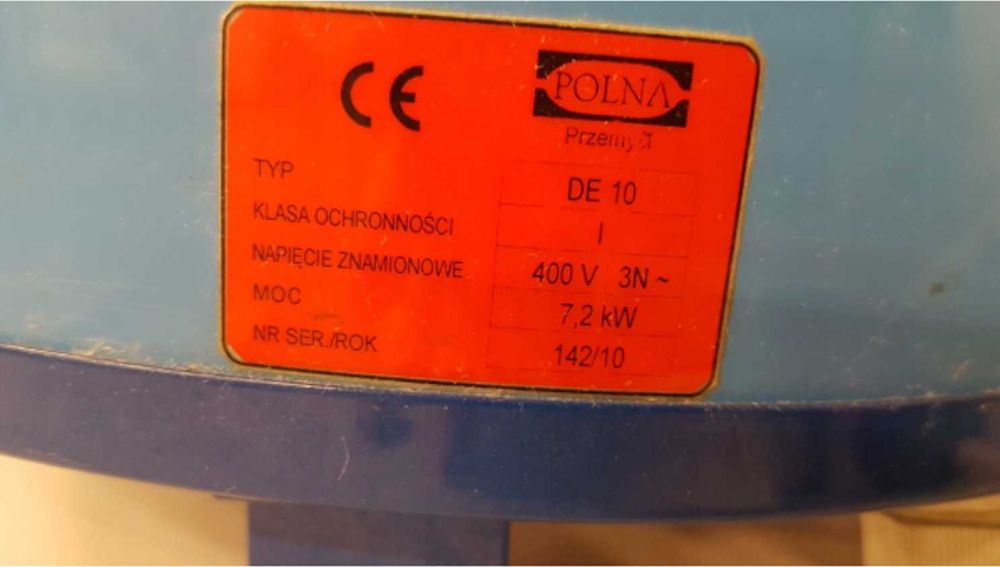 CE
POLNA
Przemyśl
TYP DE 10
KLASA OCHRONNOŚCI I
NAPIĘCIE ZNAMIONOWE 400 V 3N ~
MOC 7,2 kW
NR SER./ROK 142/10